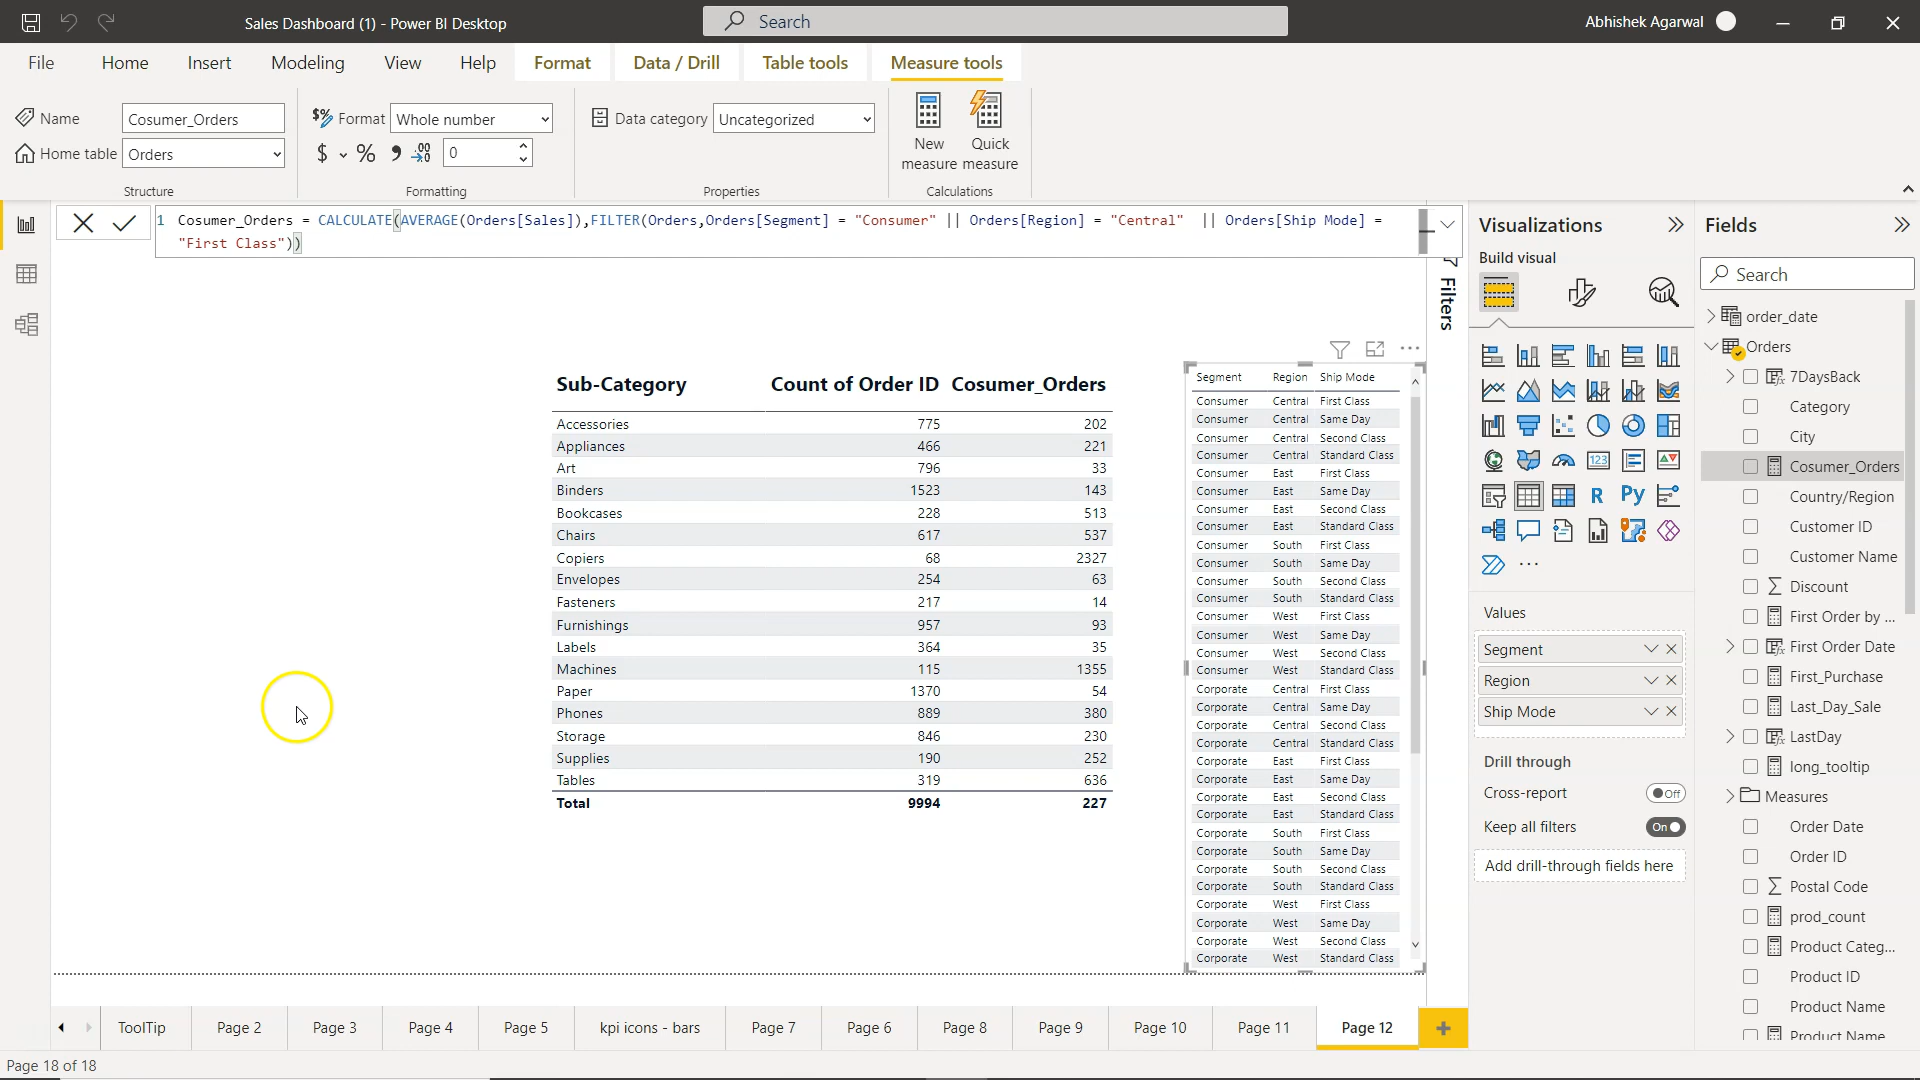 Sales Dashboard (1) - Power BI Desktop
Search
Abhishek Agarwal
File
Home
Insert
Modeling
View
Help
Format
Data / Drill
Table tools
Measure tools
Name
Cosumer_Orders
Home table
Orders
Structure
$%
Format
Whole number
$ % , .00
0
Formatting
Data category
Uncategorized
Properties
New measure
Quick measure
Calculations
1 Cosumer_Orders = CALCULATE(AVERAGE(Orders[Sales]),FILTER(Orders,Orders[Segment] = "Consumer" || Orders[Region] = "Central" || Orders[Ship Mode] =
"First Class"))
Sub-Category Count of Order ID Cosumer_Orders
Accessories 775 202
Appliances 466 221
Art 796 33
Binders 1523 143
Bookcases 228 513
Chairs 617 537
Copiers 68 2327
Envelopes 254 63
Fasteners 217 14
Furnishings 957 93
Labels 364 35
Machines 115 1355
Paper 1370 54
Phones 889 380
Storage 846 230
Supplies 190 252
Tables 319 636
Total 9994 227
Segment Region Ship Mode
Consumer Central First Class
Consumer Central Same Day
Consumer Central Second Class
Consumer Central Standard Class
Consumer East First Class
Consumer East Same Day
Consumer East Second Class
Consumer East Standard Class
Consumer South First Class
Consumer South Same Day
Consumer South Second Class
Consumer South Standard Class
Consumer West First Class
Consumer West Same Day
Consumer West Second Class
Consumer West Standard Class
Corporate Central First Class
Corporate Central Same Day
Corporate Central Second Class
Corporate Central Standard Class
Corporate East First Class
Corporate East Same Day
Corporate East Second Class
Corporate East Standard Class
Corporate South First Class
Corporate South Same Day
Corporate South Second Class
Corporate South Standard Class
Corporate West First Class
Corporate West Same Day
Corporate West Second Class
Corporate West Standard Class
Filters
Visualizations
Build visual
123
R
Py
...
Values
Segment
Region
Ship Mode
Drill through
Cross-report
Off
Keep all filters
On
Add drill-through fields here
Fields
Search
order_date
Orders
7DaysBack
Category
City
Cosumer_Orders
Country/Region
Customer ID
Customer Name
Discount
First Order by ...
First Order Date
First_Purchase
Last_Day_Sale
LastDay
long_tooltip
Measures
Order Date
Order ID
Postal Code
prod_count
Product Categ...
Product ID
Product Name
Product Name
ToolTip
Page 2
Page 3
Page 4
Page 5
kpi icons - bars
Page 7
Page 6
Page 8
Page 9
Page 10
Page 11
Page 12
Page 18 of 18